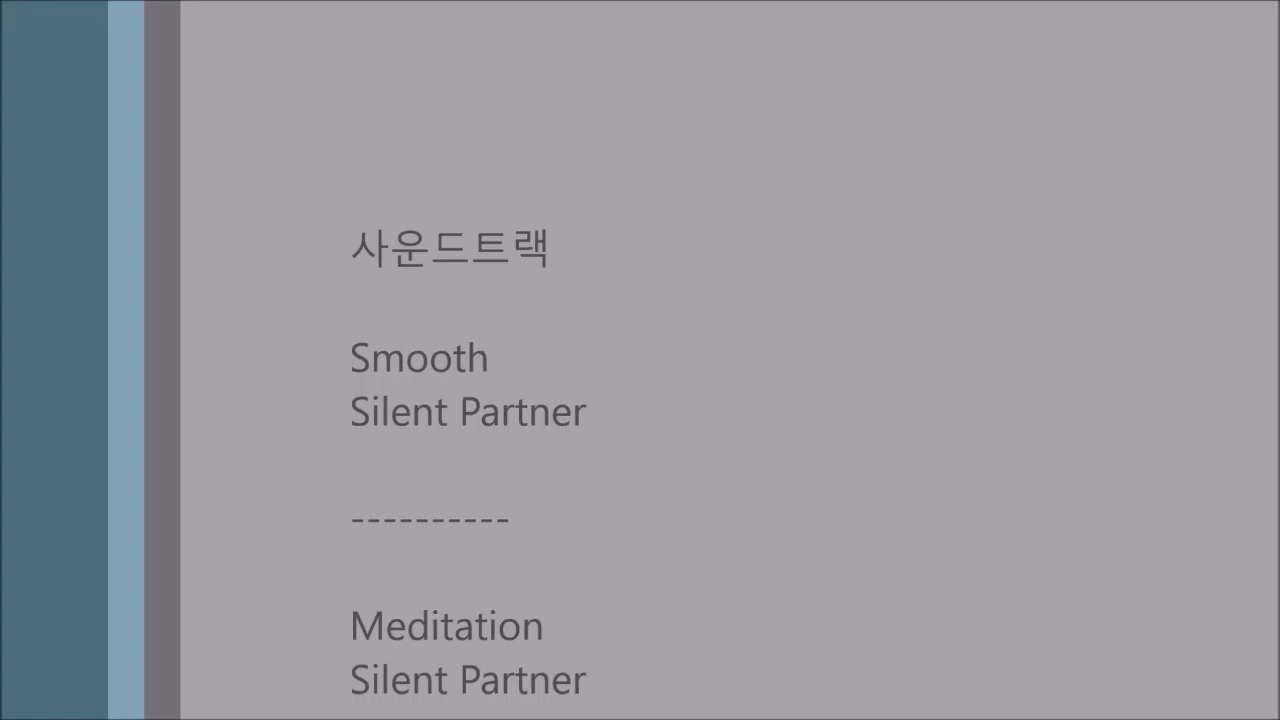 사운드트랙
Smooth
Silent Partner
----------
Meditation
Silent Partner